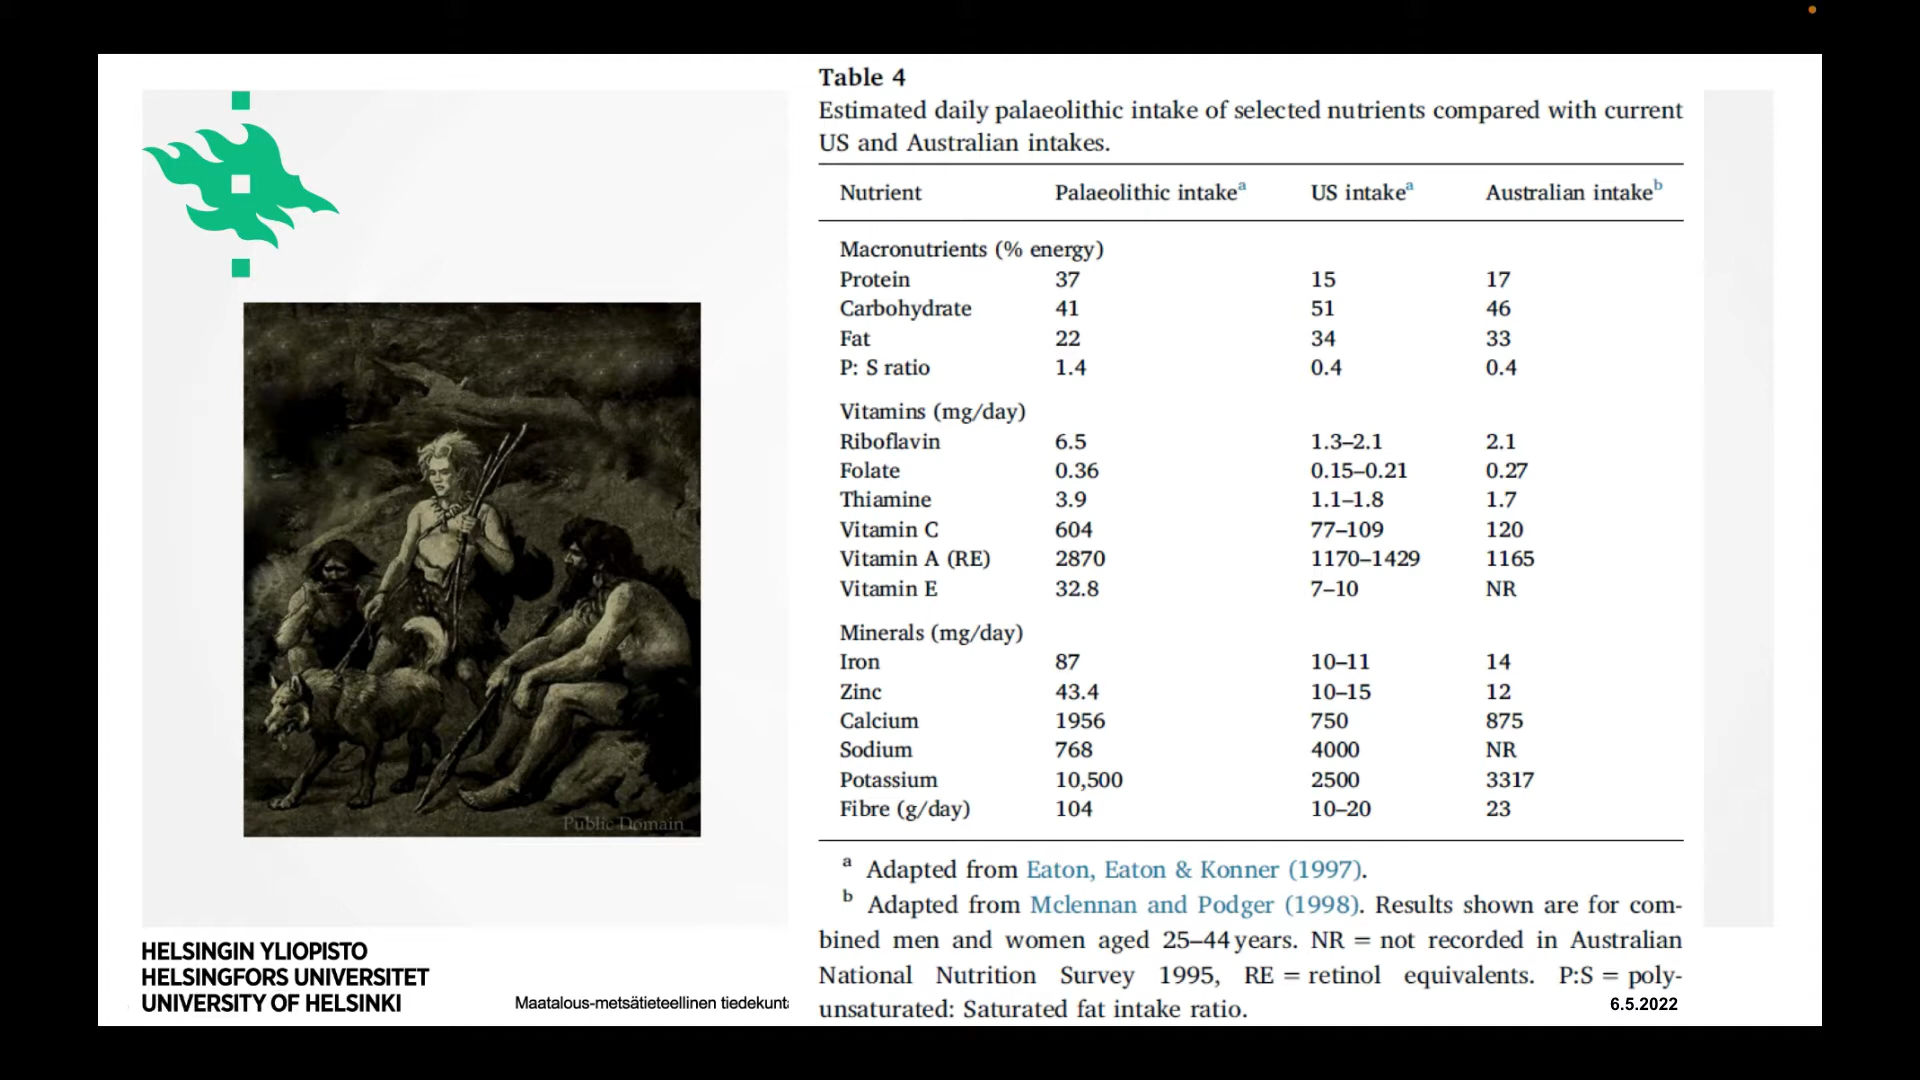 Table 4
Estimated daily palaeolithic intake of selected nutrients compared with current
US and Australian intakes.
Nutrient Palaeolithic intakeᵃ US intakeᵃ Australian intakeᵇ
Macronutrients (% energy)
Protein 37 15 17
Carbohydrate 41 51 46
Fat 22 34 33
P: S ratio 1.4 0.4 0.4
Vitamins (mg/day)
Riboflavin 6.5 1.3–2.1 2.1
Folate 0.36 0.15–0.21 0.27
Thiamine 3.9 1.1–1.8 1.7
Vitamin C 604 77–109 120
Vitamin A (RE) 2870 1170–1429 1165
Vitamin E 32.8 7–10 NR
Minerals (mg/day)
Iron 87 10–11 14
Zinc 43.4 10–15 12
Calcium 1956 750 875
Sodium 768 4000 NR
Potassium 10,500 2500 3317
Fibre (g/day) 104 10–20 23
ᵃ Adapted from Eaton, Eaton & Konner (1997).
ᵇ Adapted from Mclennan and Podger (1998). Results shown are for com-
bined men and women aged 25–44 years. NR = not recorded in Australian
National Nutrition Survey 1995, RE = retinol equivalents. P:S = poly-
unsaturated: Saturated fat intake ratio.
Public Domain
HELSINGIN YLIOPISTO
HELSINGFORS UNIVERSITET
UNIVERSITY OF HELSINKI
Maatalous-metsätieteellinen tiedekunta
6.5.2022